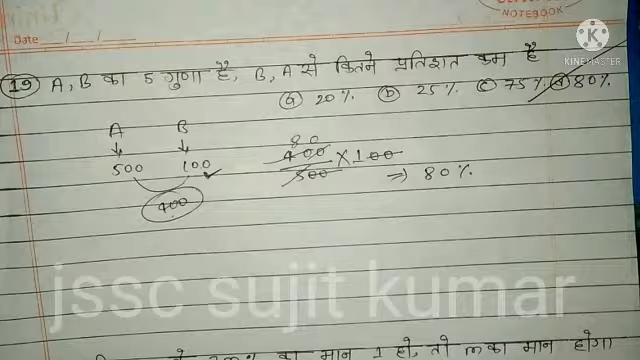 NOTEBOOK
KINEMASTER
Date
19 A, B का 5 गुणा है, B, A से कितने प्रतिशत कम है
a 20% b 25% c 75% d 80%
A B
↓ ↓
500 100
400
80
400/500 × 100 ⇒ 80%
jssc sujit kumar
का मान 1 हो, तो m का मान होगा